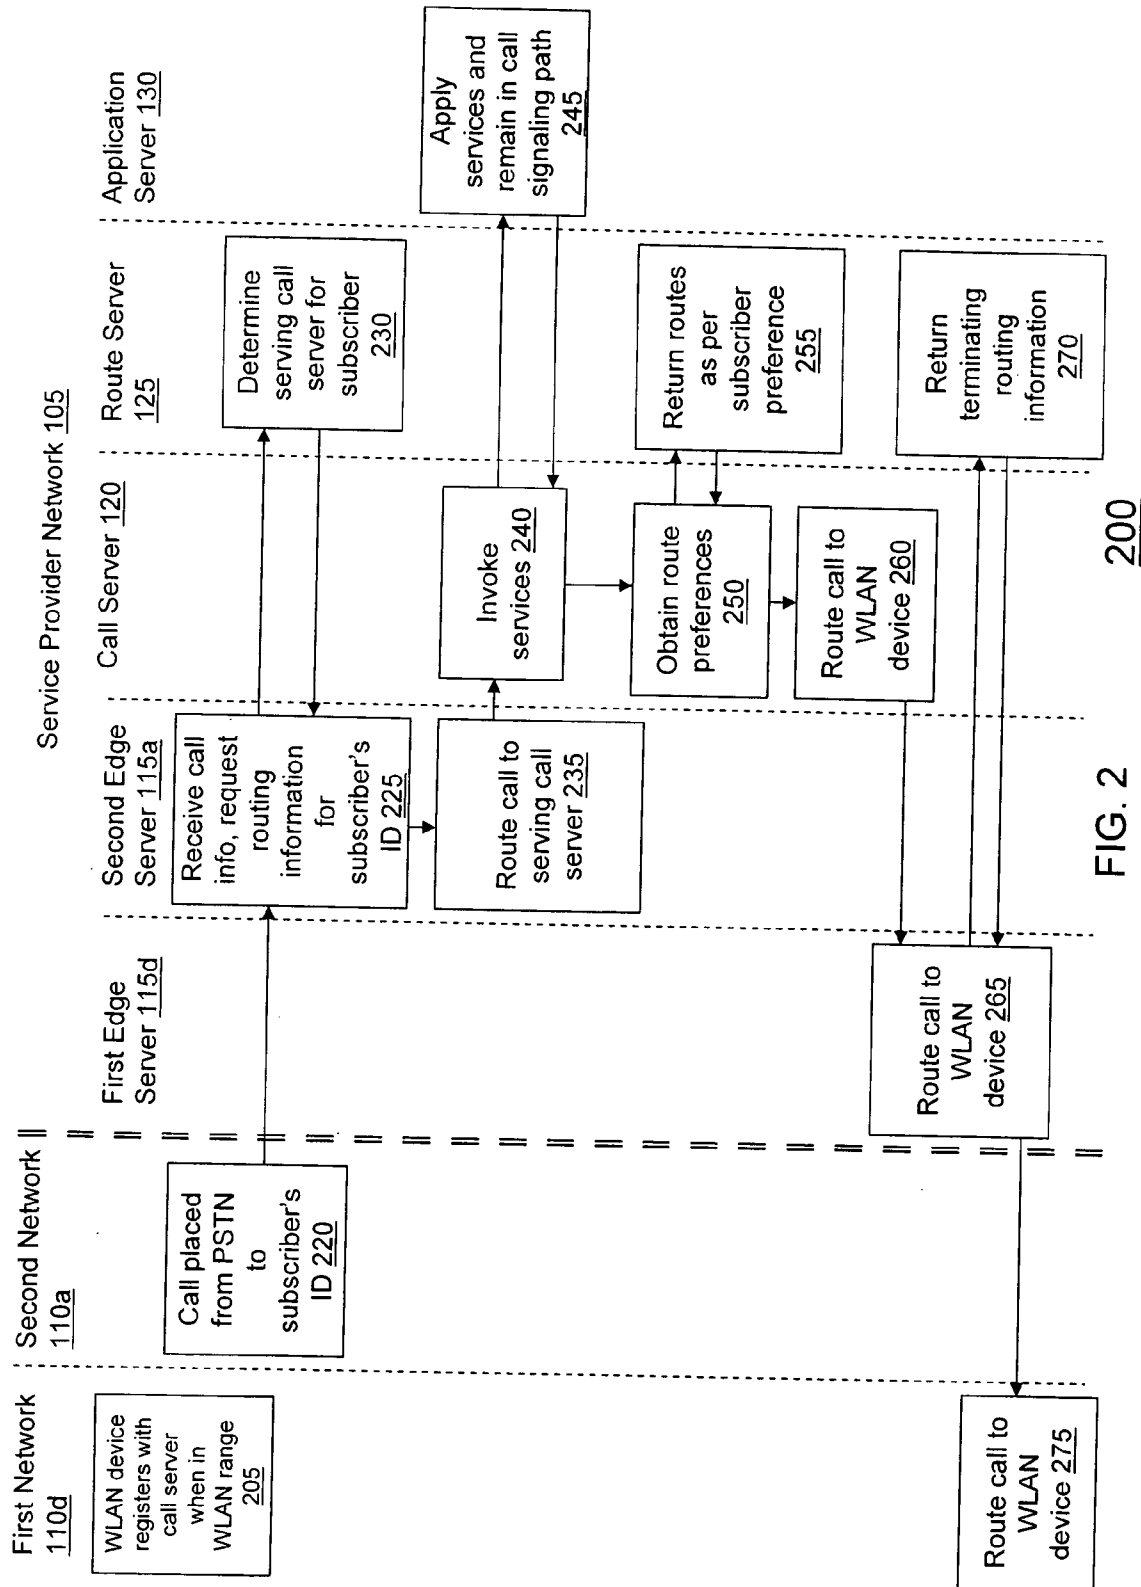 Service Provider Network 105
First Network
110d
Second Network
110a
First Edge
Server 115d
Second Edge
Server 115a
Call Server 120
Route Server
125
Application
Server 130
WLAN device
registers with
call server
when in
WLAN range
205
Call placed
from PSTN
to
subscriber's
ID 220
Receive call
info, request
routing
information
for
subscriber's
ID 225
Determine
serving call
server for
subscriber
230
Route call to
serving call
server 235
Invoke
services 240
Apply
services and
remain in call
signaling path
245
Obtain route
preferences
250
Return routes
as per
subscriber
preference
255
Route call to
WLAN
device 260
Route call to
WLAN
device 265
Return
terminating
routing
information
270
Route call to
WLAN
device 275
FIG. 2
200